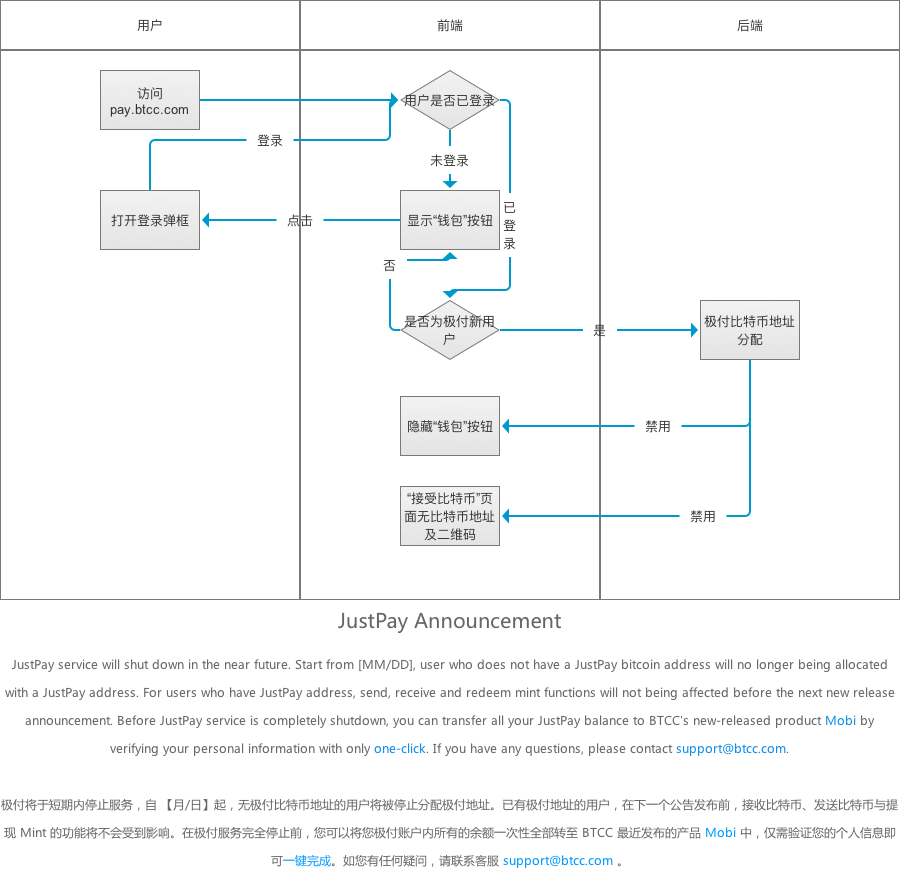 用户
前端
后端
访问
pay.btcc.com
用户是否已登录
登录
未登录
打开登录弹框
点击
显示“钱包”按钮
已
登
录
否
是否为极付新用
户
是
极付比特币地址
分配
隐藏“钱包”按钮
禁用
“接受比特币”页
面无比特币地址
及二维码
禁用
JustPay Announcement
JustPay service will shut down in the near future. Start from [MM/DD], user who does not have a JustPay bitcoin address will no longer being allocated
with a JustPay address. For users who have JustPay address, send, receive and redeem mint functions will not being affected before the next new release
announcement. Before JustPay service is completely shutdown, you can transfer all your JustPay balance to BTCC's new-released product Mobi by
verifying your personal information with only one-click. If you have any questions, please contact support@btcc.com.
极付将于短期内停止服务，自 【月/日】起，无极付比特币地址的用户将被停止分配极付地址。已有极付地址的用户，在下一个公告发布前，接收比特币、发送比特币与提
现 Mint 的功能将不会受到影响。在极付服务完全停止前，您可以将您极付账户内所有的余额一次性全部转至 BTCC 最近发布的产品 Mobi 中，仅需验证您的个人信息即
可一键完成。如您有任何疑问，请联系客服 support@btcc.com 。